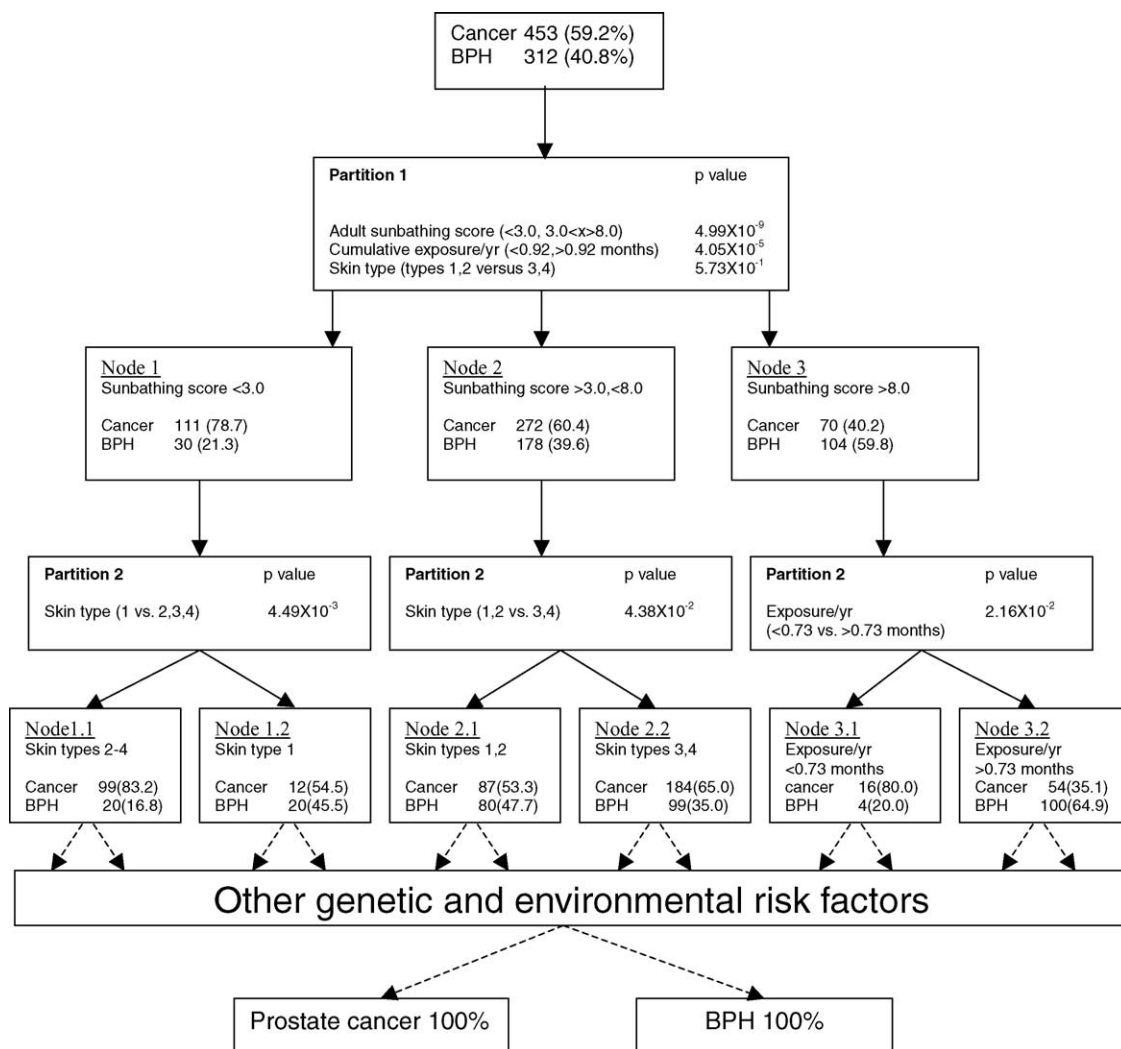 Cancer 453 (59.2%)
BPH 312 (40.8%)
Partition 1 p value
Adult sunbathing score (<3.0, 3.0<x>8.0) 4.99X10⁻⁹
Cumulative exposure/yr (<0.92,>0.92 months) 4.05X10⁻⁵
Skin type (types 1,2 versus 3,4) 5.73X10⁻¹
Node 1
Sunbathing score <3.0
Cancer 111 (78.7)
BPH 30 (21.3)
Node 2
Sunbathing score >3.0,<8.0
Cancer 272 (60.4)
BPH 178 (39.6)
Node 3
Sunbathing score >8.0
Cancer 70 (40.2)
BPH 104 (59.8)
Partition 2 p value
Skin type (1 vs. 2,3,4) 4.49X10⁻³
Partition 2 p value
Skin type (1,2 vs. 3,4) 4.38X10⁻²
Partition 2 p value
Exposure/yr 2.16X10⁻²
(<0.73 vs. >0.73 months)
Node1.1
Skin types 2-4
Cancer 99(83.2)
BPH 20(16.8)
Node 1.2
Skin type 1
Cancer 12(54.5)
BPH 20(45.5)
Node 2.1
Skin types 1,2
Cancer 87(53.3)
BPH 80(47.7)
Node 2.2
Skin types 3,4
Cancer 184(65.0)
BPH 99(35.0)
Node 3.1
Exposure/yr
<0.73 months
cancer 16(80.0)
BPH 4(20.0)
Node 3.2
Exposure/yr
>0.73 months
Cancer 54(35.1)
BPH 100(64.9)
Other genetic and environmental risk factors
Prostate cancer 100%
BPH 100%